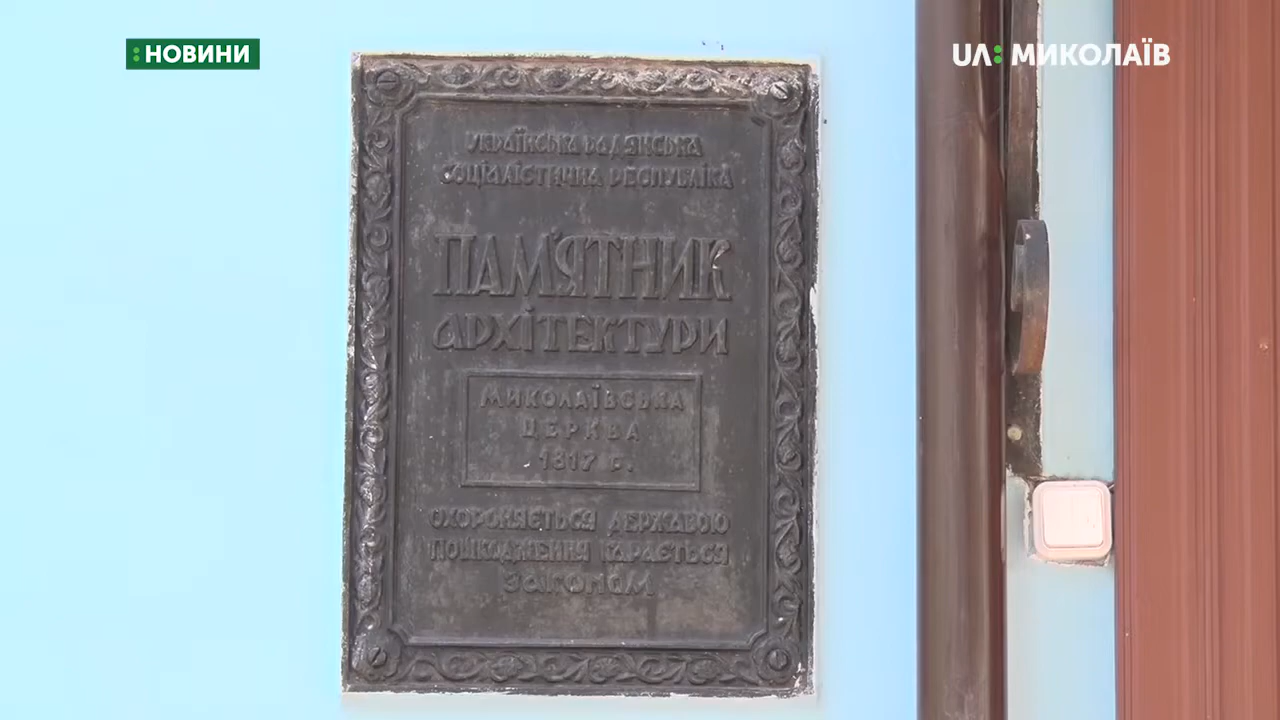 : НОВИНИ
UA: МИКОЛАЇВ
УКРАЇНСЬКА РАДЯНСЬКА
СОЦІАЛІСТИЧНА РЕСПУБЛІКА
ПАМ'ЯТНИК
АРХІТЕКТУРИ
МИКОЛАЇВСЬКА
ЦЕРКВА
1817 р.
ОХОРОНЯЄТЬСЯ ДЕРЖАВОЮ
ПОШКОДЖЕННЯ КАРАЄТЬСЯ
ЗАКОНОМ